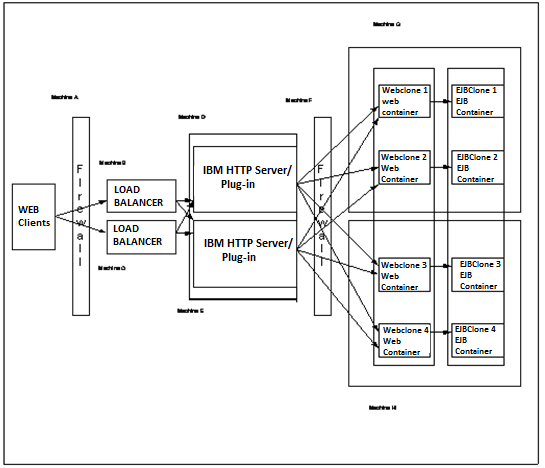 Machine G
Machine A
Machine F
Machine D
Webclone 1
web
container
EJBClone 1
EJB
Container
Firewall
Machine B
IBM HTTP Server/
Plug-in
Firewall
Webclone 2
Web
Container
EJBClone 2
EJB
Container
WEB
Clients
LOAD
BALANCER
LOAD
BALANCER
IBM HTTP Server/
Plug-in
Webclone 3
Web
Container
EJBClone 3
EJB
Container
Machine E
Webclone 4
Web
Container
EJBClone 4
EJB
Container
Machine H